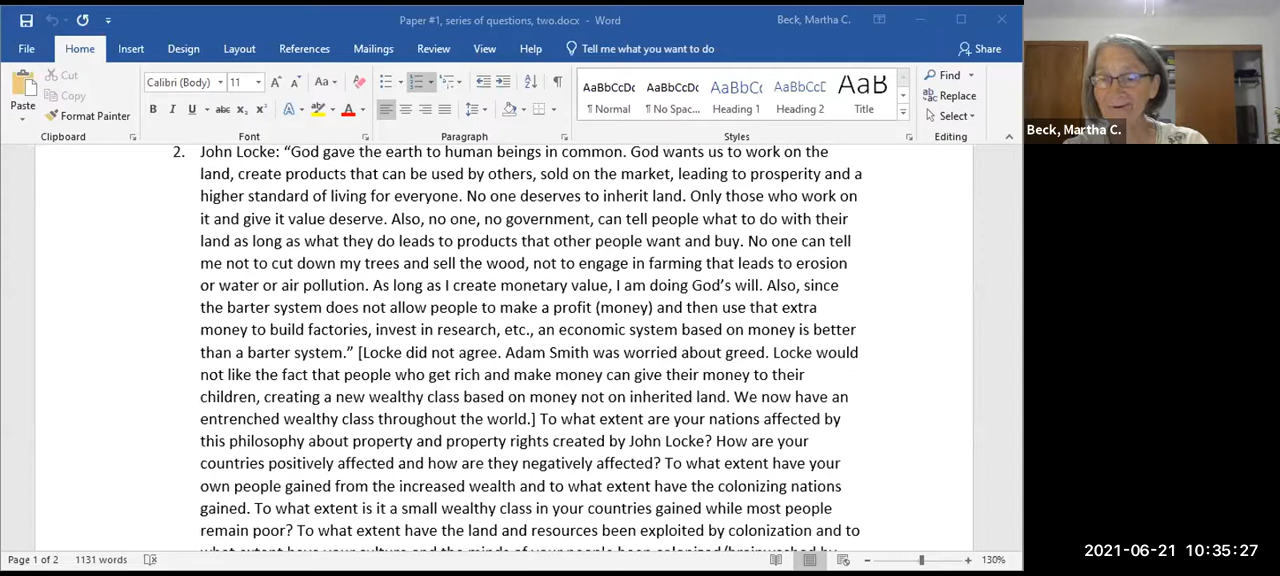 Paper #1, series of questions, two.docx - Word
Beck, Martha C.
File Home Insert Design Layout References Mailings Review View Help Tell me what you want to do Share
Paste
Cut
Copy
Format Painter
Clipboard
Calibri (Body) 11 A A Aa
B I U abc x₂ x² A A
Font
Paragraph
AaBbCcDc AaBbCcDc AaBbC( AaBbCcD AaB
¶ Normal ¶ No Spac... Heading 1 Heading 2 Title
Styles
Find
Replace
Select
Editing
Beck, Martha C.
2. John Locke: “God gave the earth to human beings in common. God wants us to work on the
land, create products that can be used by others, sold on the market, leading to prosperity and a
higher standard of living for everyone. No one deserves to inherit land. Only those who work on
it and give it value deserve. Also, no one, no government, can tell people what to do with their
land as long as what they do leads to products that other people want and buy. No one can tell
me not to cut down my trees and sell the wood, not to engage in farming that leads to erosion
or water or air pollution. As long as I create monetary value, I am doing God’s will. Also, since
the barter system does not allow people to make a profit (money) and then use that extra
money to build factories, invest in research, etc., an economic system based on money is better
than a barter system.” [Locke did not agree. Adam Smith was worried about greed. Locke would
not like the fact that people who get rich and make money can give their money to their
children, creating a new wealthy class based on money not on inherited land. We now have an
entrenched wealthy class throughout the world.] To what extent are your nations affected by
this philosophy about property and property rights created by John Locke? How are your
countries positively affected and how are they negatively affected? To what extent have your
own people gained from the increased wealth and to what extent have the colonizing nations
gained. To what extent is it a small wealthy class in your countries gained while most people
remain poor? To what extent have the land and resources been exploited by colonization and to
Page 1 of 2 1131 words 130%
2021-06-21 10:35:27